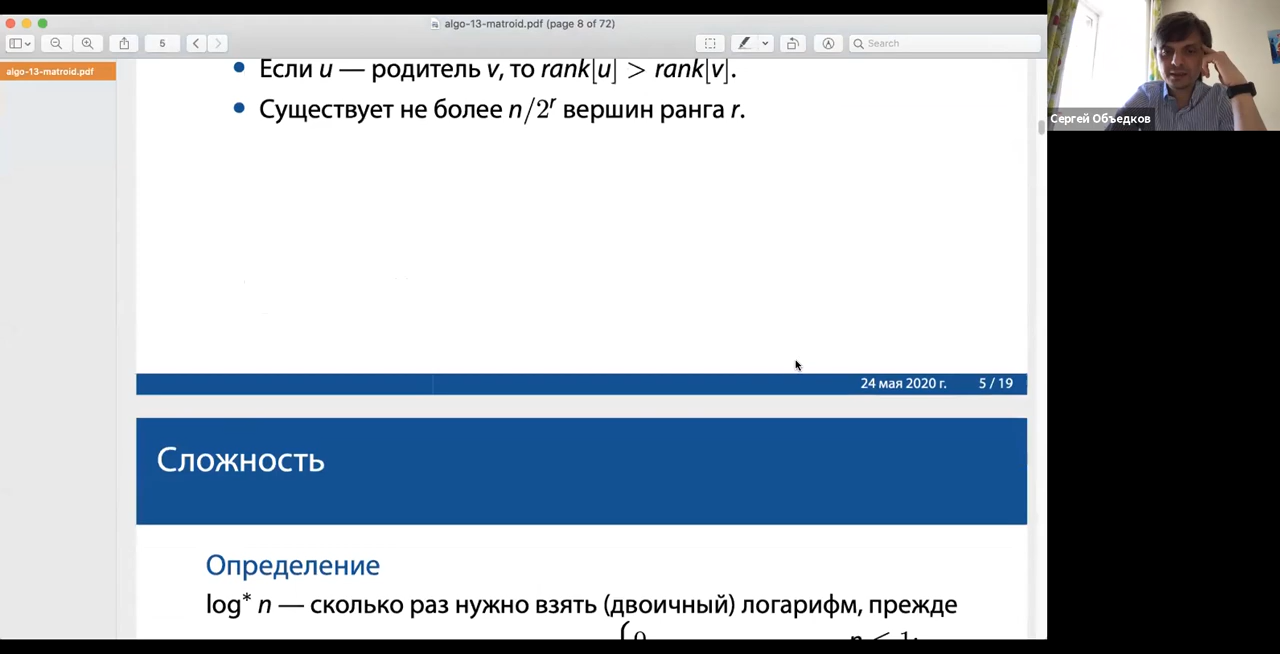 algo-13-matroid.pdf (page 8 of 72)
5
Search
algo-13-matroid.pdf
• Если u — родитель v, то rank[u] > rank[v].
• Существует не более n/2^r вершин ранга r.
Сергей Объедков
24 мая 2020 г. 5 / 19
Сложность
Определение
log* n — сколько раз нужно взять (двоичный) логарифм, прежде